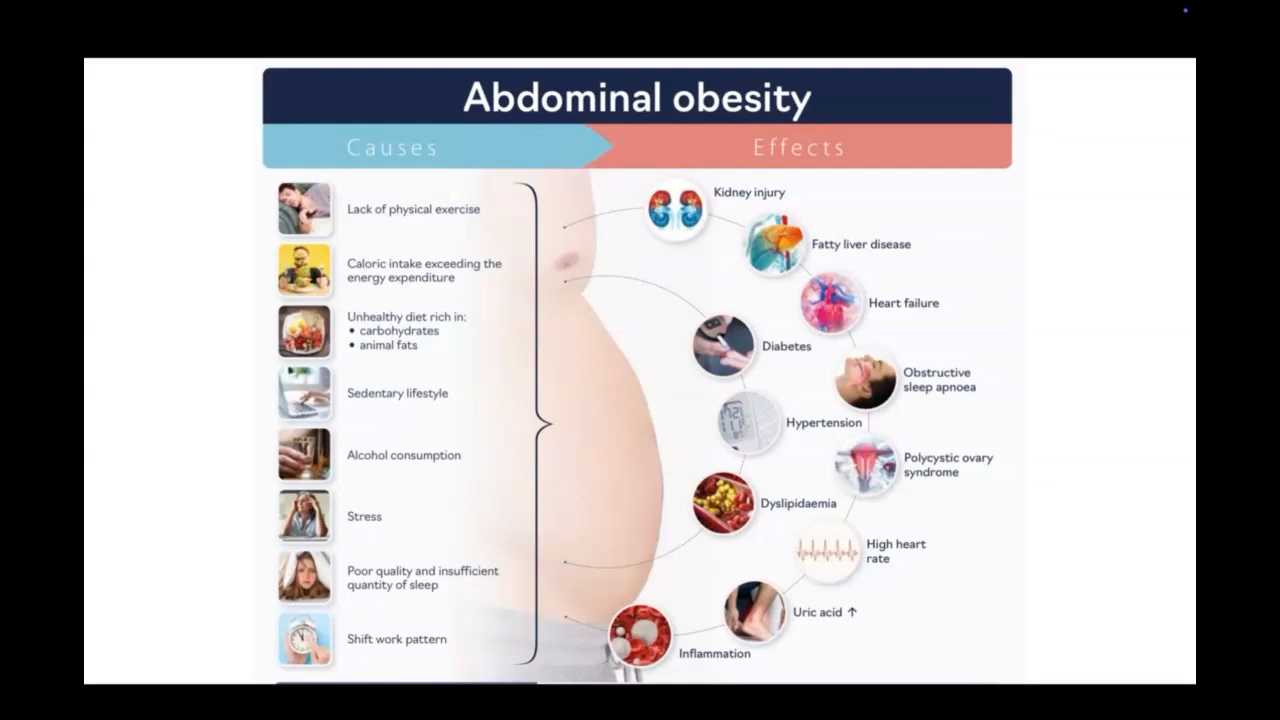 Abdominal obesity
Causes
Effects
Lack of physical exercise
Caloric intake exceeding the
energy expenditure
Unhealthy diet rich in:
• carbohydrates
• animal fats
Sedentary lifestyle
Alcohol consumption
Stress
Poor quality and insufficient
quantity of sleep
Shift work pattern
Kidney injury
Fatty liver disease
Heart failure
Diabetes
Obstructive
sleep apnoea
Hypertension
Polycystic ovary
syndrome
Dyslipidaemia
High heart
rate
Uric acid ↑
Inflammation